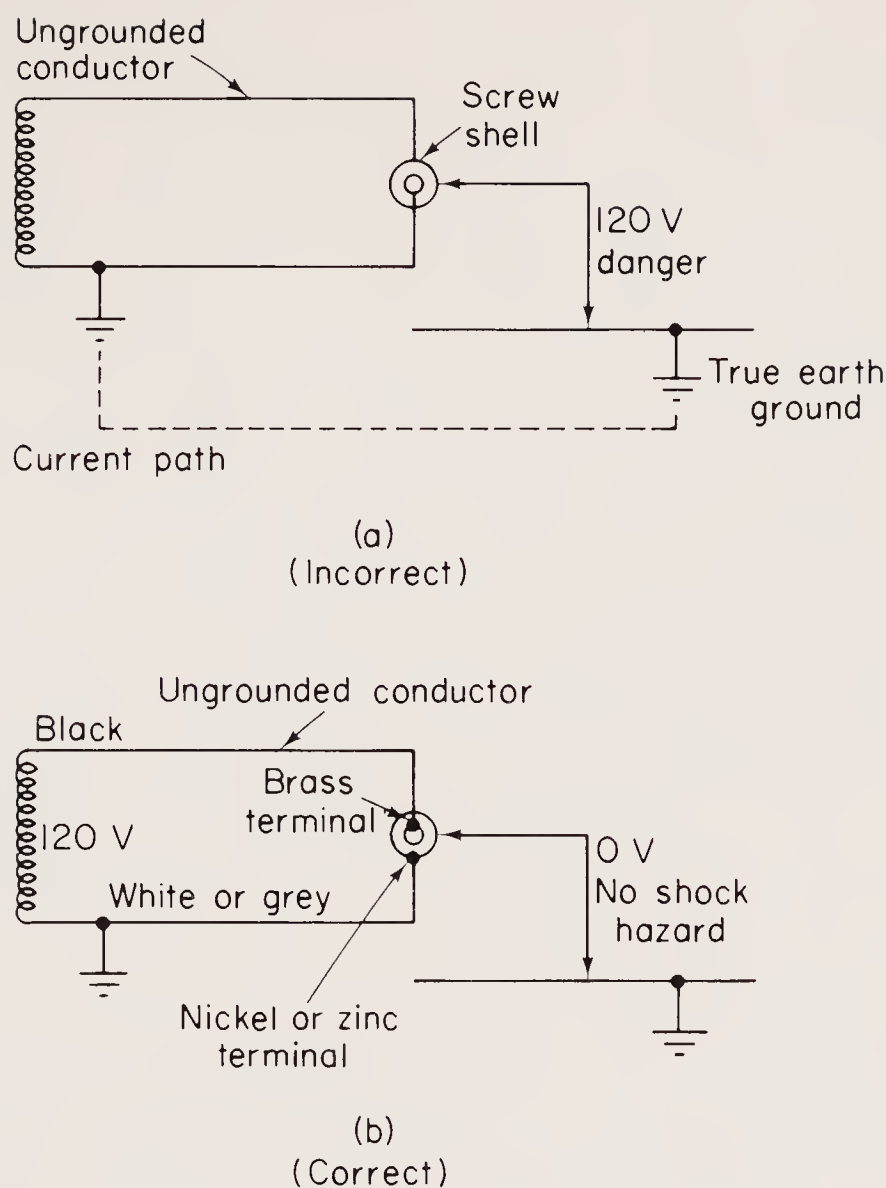 Ungrounded
conductor
Screw
shell
120 V
danger
True earth
ground
Current path
(a)
(Incorrect)
Ungrounded conductor
Black
Brass
terminal
120 V
0 V
No shock
hazard
White or grey
Nickel or zinc
terminal
(b)
(Correct)